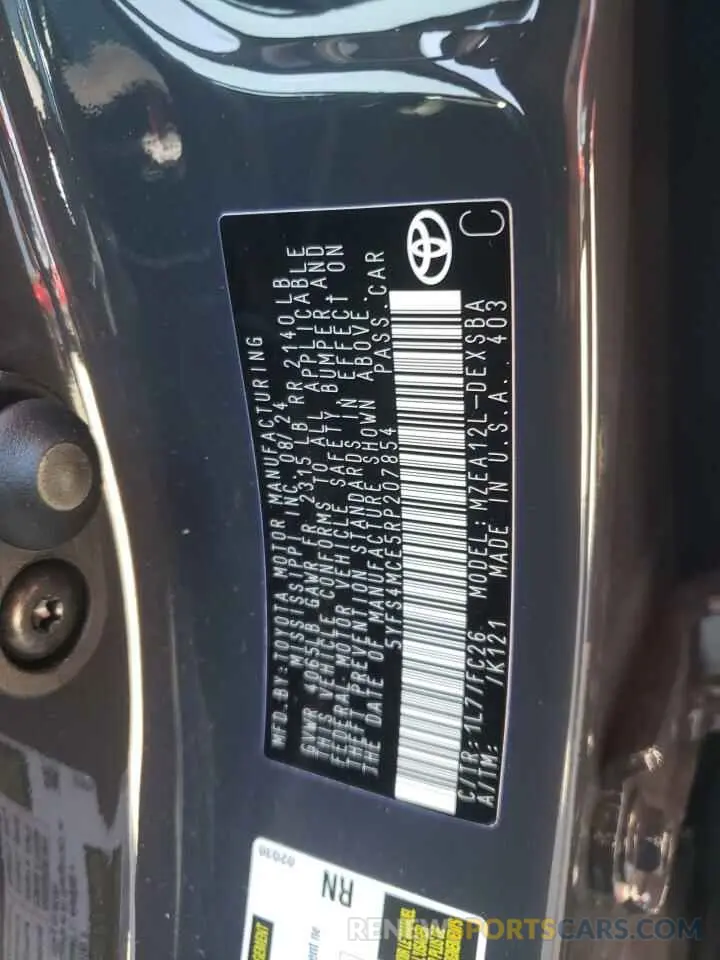 MFD.BY:TOYOTA MOTOR MANUFACTURING
MISSISSIPPI INC. 08/24
GVWR 4065LB GAWR FR 2315 LB RR 2140 LB
THIS VEHICLE CONFORMS TO ALL APPLICABLE
FEDERAL MOTOR VEHICLE SAFETY BUMPER AND
THEFT PREVENTION STANDARDS IN EFFECT ON
THE DATE OF MANUFACTURE SHOWN ABOVE.
5YFS4MCE5RP207854 PASS.CAR
C/TR:1L7/FC26 MODEL:MZEA12L-DEXSBA
A/TM: /K121 MADE IN U.S.A. 403
C
02030
RN
RENEWSPORTSCARS.COM